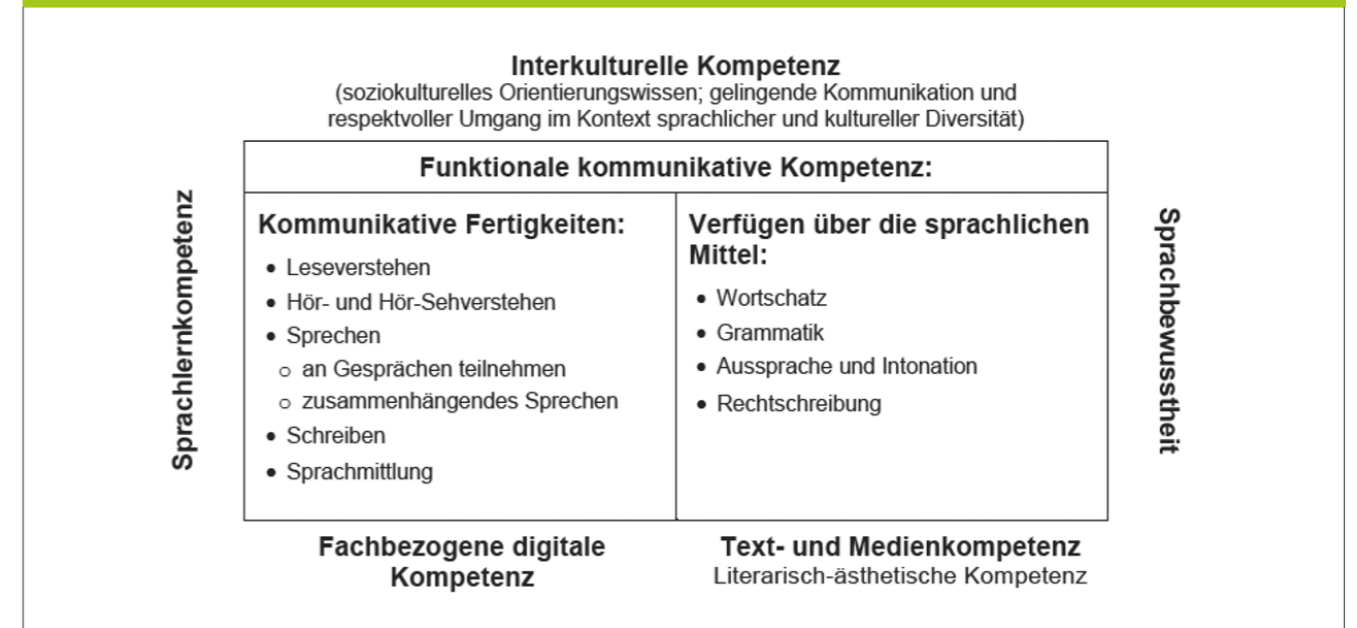 Interkulturelle Kompetenz
(soziokulturelles Orientierungswissen; gelingende Kommunikation und
respektvoller Umgang im Kontext sprachlicher und kultureller Diversität)
Sprachlernkompetenz
Funktionale kommunikative Kompetenz:
Kommunikative Fertigkeiten:
• Leseverstehen
• Hör- und Hör-Sehverstehen
• Sprechen
o an Gesprächen teilnehmen
o zusammenhängendes Sprechen
• Schreiben
• Sprachmittlung
Verfügen über die sprachlichen
Mittel:
• Wortschatz
• Grammatik
• Aussprache und Intonation
• Rechtschreibung
Sprachbewusstheit
Fachbezogene digitale
Kompetenz
Text- und Medienkompetenz
Literarisch-ästhetische Kompetenz